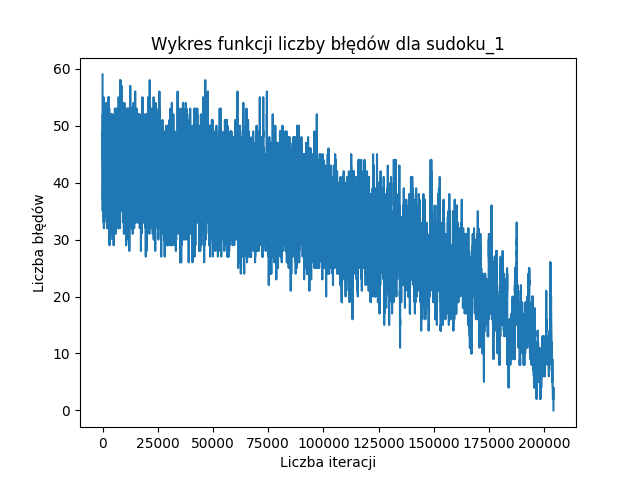 Wykres funkcji liczby błędów dla sudoku_1
Liczba błędów
60
50
40
30
20
10
0
0 25000 50000 75000 100000 125000 150000 175000 200000
Liczba iteracji